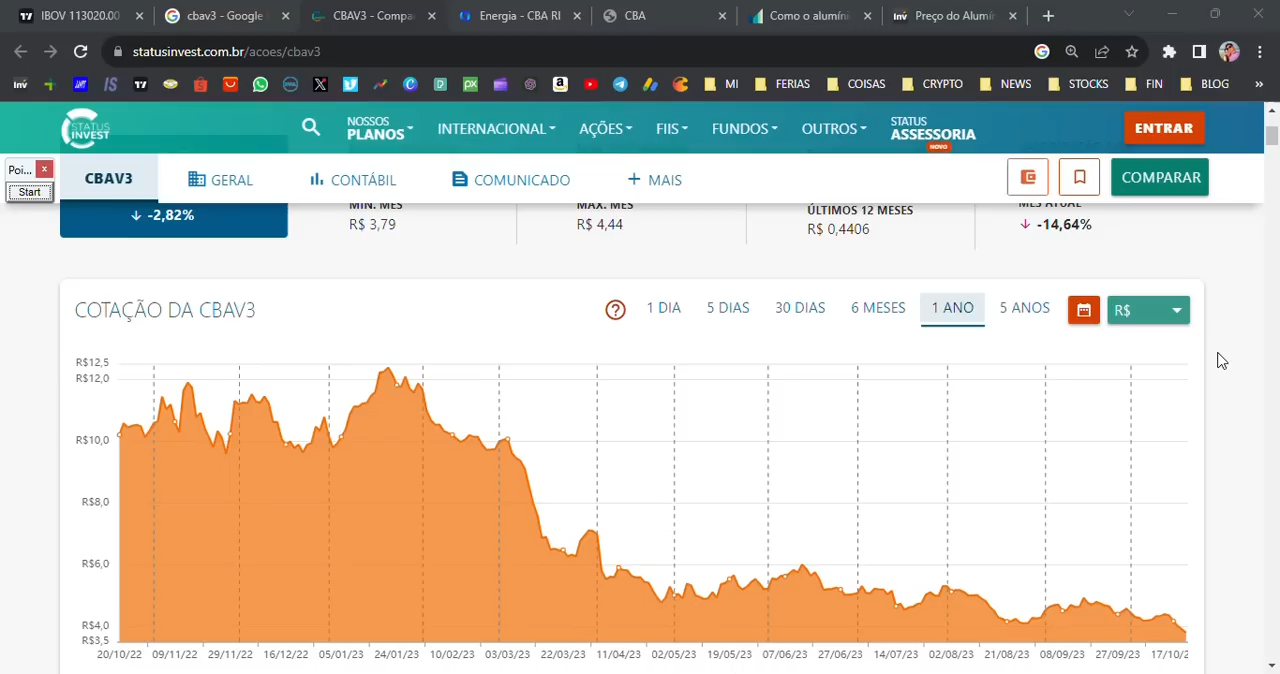 IBOV 113020.00
cbav3 - Google
CBAV3 - Compa
Energia - CBA RI
CBA
Como o alumíni
Preço do Alumín
statusinvest.com.br/acoes/cbav3
MI
FERIAS
COISAS
CRYPTO
NEWS
STOCKS
FIN
BLOG
STATUS
INVEST
NOSSOS
PLANOS
INTERNACIONAL
AÇÕES
FIIS
FUNDOS
OUTROS
STATUS
ASSESSORIA
NOVO
ENTRAR
Poi...
Start
CBAV3
GERAL
CONTÁBIL
COMUNICADO
MAIS
COMPARAR
-2,82%
MIN. MÊS
R$ 3,79
MÁX. MÊS
R$ 4,44
ÚLTIMOS 12 MESES
R$ 0,4406
MÊS ATUAL
-14,64%
COTAÇÃO DA CBAV3
1 DIA
5 DIAS
30 DIAS
6 MESES
1 ANO
5 ANOS
R$
R$12,5
R$12,0
R$10,0
R$8,0
R$6,0
R$4,0
R$3,5
20/10/22 09/11/22 29/11/22 16/12/22 05/01/23 24/01/23 10/02/23 03/03/23 22/03/23 11/04/23 02/05/23 19/05/23 07/06/23 27/06/23 14/07/23 02/08/23 21/08/23 08/09/23 27/09/23 17/10/2